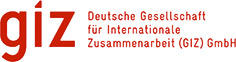 giz
Deutsche Gesellschaft
für Internationale
Zusammenarbeit (GIZ) GmbH